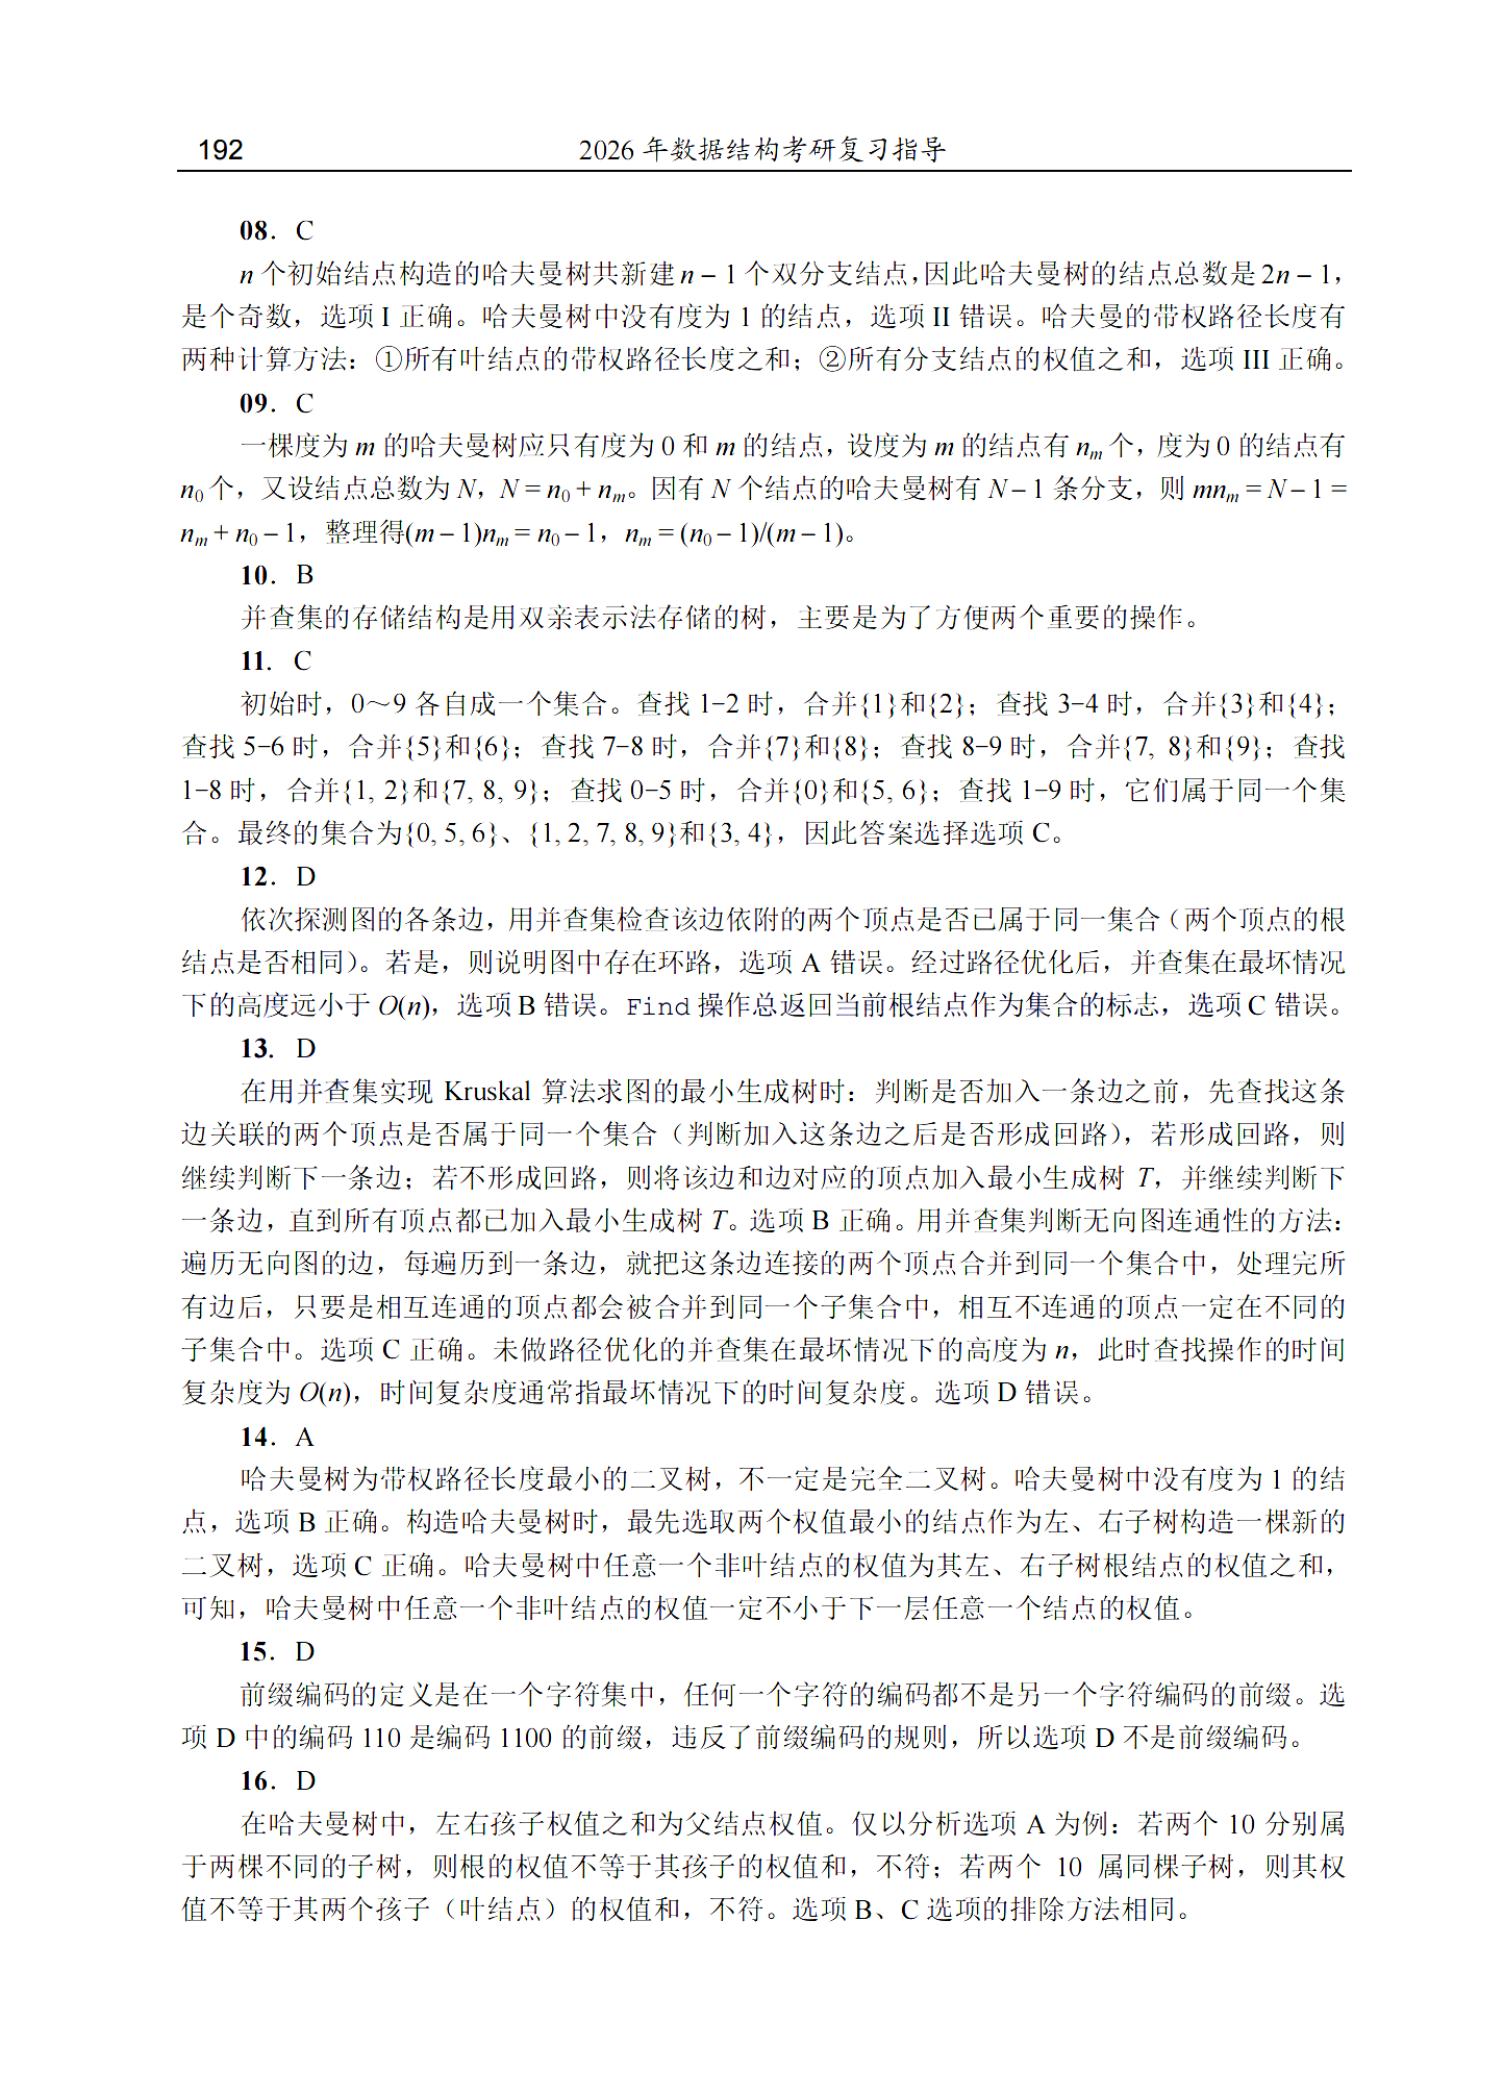 192
2026 年数据结构考研复习指导
08. C
n 个初始结点构造的哈夫曼树共新建 n – 1 个双分支结点,因此哈夫曼树的结点总数是 2n – 1,
是个奇数，选项 I 正确。哈夫曼树中没有度为 1 的结点，选项 II 错误。哈夫曼的带权路径长度有
两种计算方法：①所有叶结点的带权路径长度之和；②所有分支结点的权值之和，选项 III 正确。
09. C
一棵度为 m 的哈夫曼树应只有度为 0 和 m 的结点，设度为 m 的结点有 nₘ 个，度为 0 的结点有
n₀ 个，又设结点总数为 N，N = n₀ + nₘ。因有 N 个结点的哈夫曼树有 N – 1 条分支，则 mnₘ = N – 1 =
nₘ + n₀ – 1，整理得(m – 1)nₘ = n₀ – 1，nₘ = (n₀ – 1)/(m – 1)。
10. B
并查集的存储结构是用双亲表示法存储的树，主要是为了方便两个重要的操作。
11. C
初始时，0～9 各自成一个集合。查找 1–2 时，合并{1}和{2}；查找 3–4 时，合并{3}和{4}；
查找 5–6 时，合并{5}和{6}；查找 7–8 时，合并{7}和{8}；查找 8–9 时，合并{7, 8}和{9}；查找
1–8 时，合并{1, 2}和{7, 8, 9}；查找 0–5 时，合并{0}和{5, 6}；查找 1–9 时，它们属于同一个集
合。最终的集合为{0, 5, 6}、{1, 2, 7, 8, 9}和{3, 4}，因此答案选择选项 C。
12. D
依次探测图的各条边，用并查集检查该边依附的两个顶点是否已属于同一集合（两个顶点的根
结点是否相同）。若是，则说明图中存在环路，选项 A 错误。经过路径优化后，并查集在最坏情况
下的高度远小于 O(n)，选项 B 错误。Find 操作总返回当前根结点作为集合的标志，选项 C 错误。
13. D
在用并查集实现 Kruskal 算法求图的最小生成树时：判断是否加入一条边之前，先查找这条
边关联的两个顶点是否属于同一个集合（判断加入这条边之后是否形成回路），若形成回路，则
继续判断下一条边；若不形成回路，则将该边和边对应的顶点加入最小生成树 T，并继续判断下
一条边，直到所有顶点都已加入最小生成树 T。选项 B 正确。用并查集判断无向图连通性的方法：
遍历无向图的边，每遍历到一条边，就把这条边连接的两个顶点合并到同一个集合中，处理完所
有边后，只要是相互连通的顶点都会被合并到同一个子集合中，相互不连通的顶点一定在不同的
子集合中。选项 C 正确。未做路径优化的并查集在最坏情况下的高度为 n，此时查找操作的时间
复杂度为 O(n)，时间复杂度通常指最坏情况下的时间复杂度。选项 D 错误。
14. A
哈夫曼树为带权路径长度最小的二叉树，不一定是完全二叉树。哈夫曼树中没有度为 1 的结
点，选项 B 正确。构造哈夫曼树时，最先选取两个权值最小的结点作为左、右子树构造一棵新的
二叉树，选项 C 正确。哈夫曼树中任意一个非叶结点的权值为其左、右子树根结点的权值之和，
可知，哈夫曼树中任意一个非叶结点的权值一定不小于下一层任意一个结点的权值。
15. D
前缀编码的定义是在一个字符集中，任何一个字符的编码都不是另一个字符编码的前缀。选
项 D 中的编码 110 是编码 1100 的前缀，违反了前缀编码的规则，所以选项 D 不是前缀编码。
16. D
在哈夫曼树中，左右孩子权值之和为父结点权值。仅以分析选项 A 为例：若两个 10 分别属
于两棵不同的子树，则根的权值不等于其孩子的权值和，不符；若两个 10 属同棵子树，则其权
值不等于其两个孩子（叶结点）的权值和，不符。选项 B、C 选项的排除方法相同。